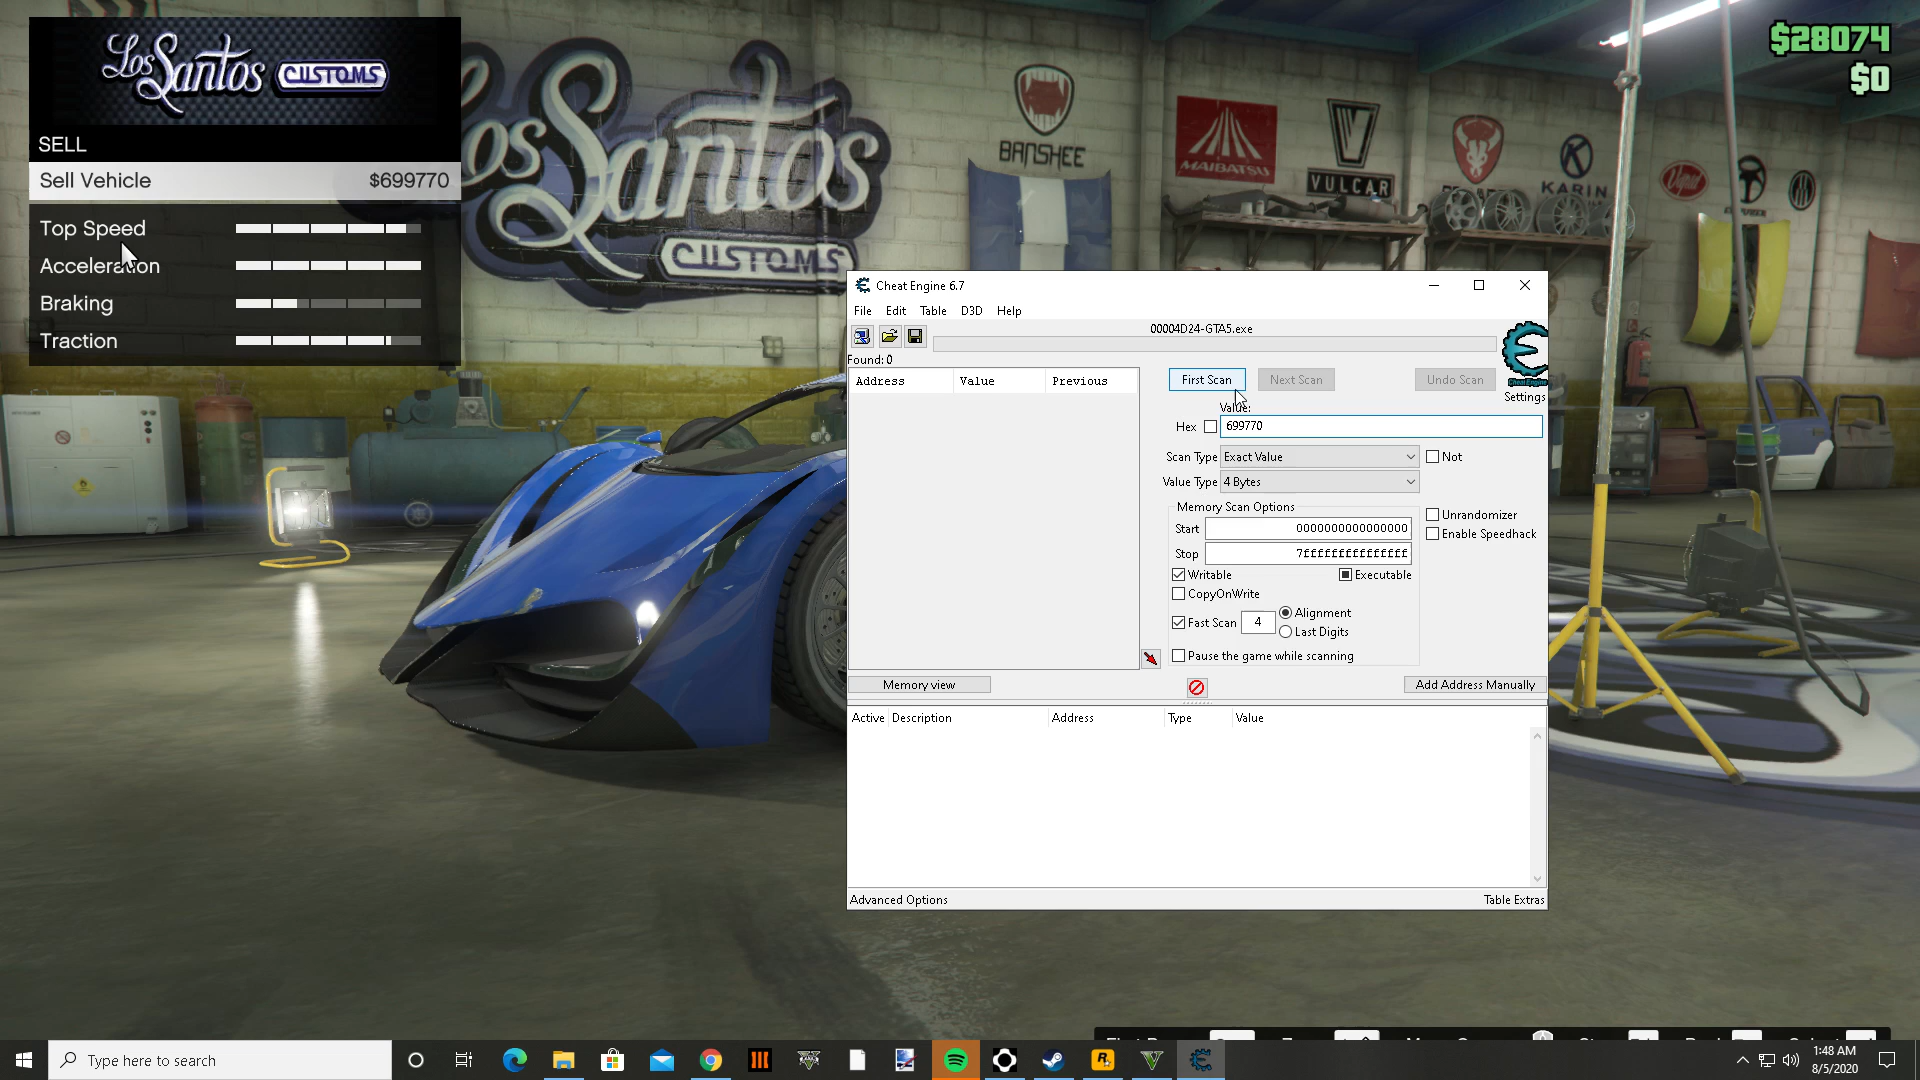 Los Santos CUSTOMS
SELL
Sell Vehicle $699770
Top Speed
Acceleration
Braking
Traction
Los Santos
CUSTOMS
BANSHEE
MAIBATSU
VULCAR
KARIN
Vapid
$28074
$0
Cheat Engine 6.7
File Edit Table D3D Help
00004D24-GTA5.exe
Found: 0
Address Value Previous
First Scan Next Scan Undo Scan
Cheat Engine
Settings
Value:
Hex 699770
Scan Type Exact Value Not
Value Type 4 Bytes
Memory Scan Options
Start 0000000000000000
Stop 7fffffffffffffff
Unrandomizer
Enable Speedhack
Writable Executable
CopyOnWrite
Fast Scan 4 Alignment
Last Digits
Pause the game while scanning
Memory view Add Address Manually
Active Description Address Type Value
Advanced Options Table Extras
Type here to search
1:48 AM
8/5/2020